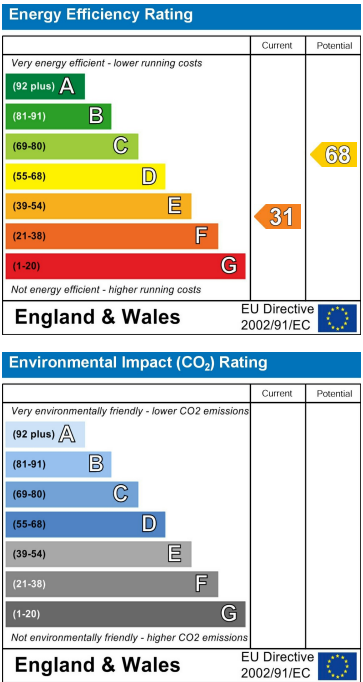 Energy Efficiency Rating
Current Potential
Very energy efficient - lower running costs
(92 plus) A
(81-91) B
(69-80) C
68
(55-68) D
(39-54) E
31
(21-38) F
(1-20) G
Not energy efficient - higher running costs
England & Wales
EU Directive
2002/91/EC
Environmental Impact (CO₂) Rating
Current Potential
Very environmentally friendly - lower CO2 emissions
(92 plus) A
(81-91) B
(69-80) C
(55-68) D
(39-54) E
(21-38) F
(1-20) G
Not environmentally friendly - higher CO2 emissions
England & Wales
EU Directive
2002/91/EC